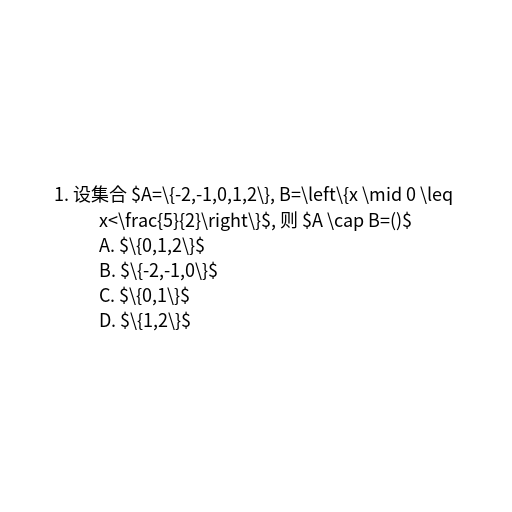 1. 设集合 $A=\{-2,-1,0,1,2\}, B=\left\{x \mid 0 \leq
x<\frac{5}{2}\right\}$, 则 $A \cap B=()$
A. $\{0,1,2\}$
B. $\{-2,-1,0\}$
C. $\{0,1\}$
D. $\{1,2\}$